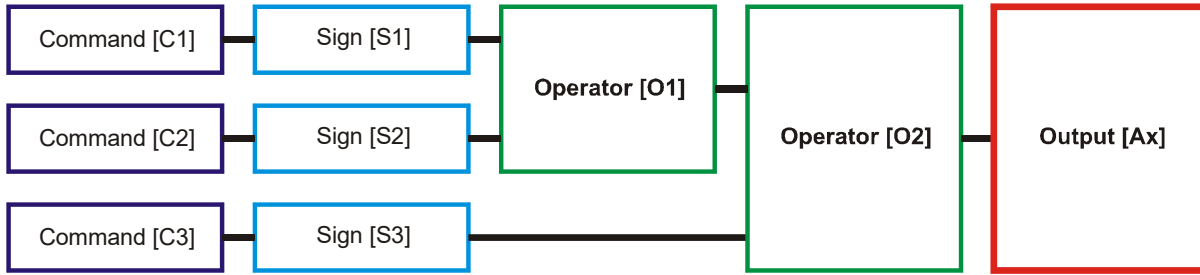 Command [C1]
Sign [S1]
Operator [O1]
Operator [O2]
Output [Ax]
Command [C2]
Sign [S2]
Command [C3]
Sign [S3]